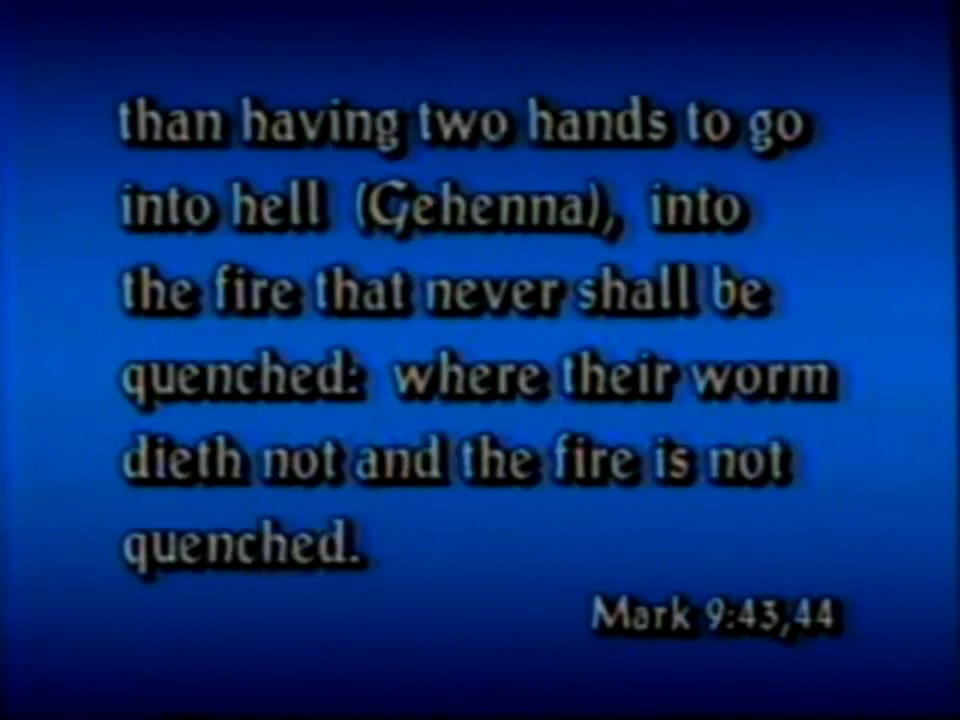 than having two hands to go
into hell (Gehenna), into
the fire that never shall be
quenched: where their worm
dieth not and the fire is not
quenched.
Mark 9:43,44